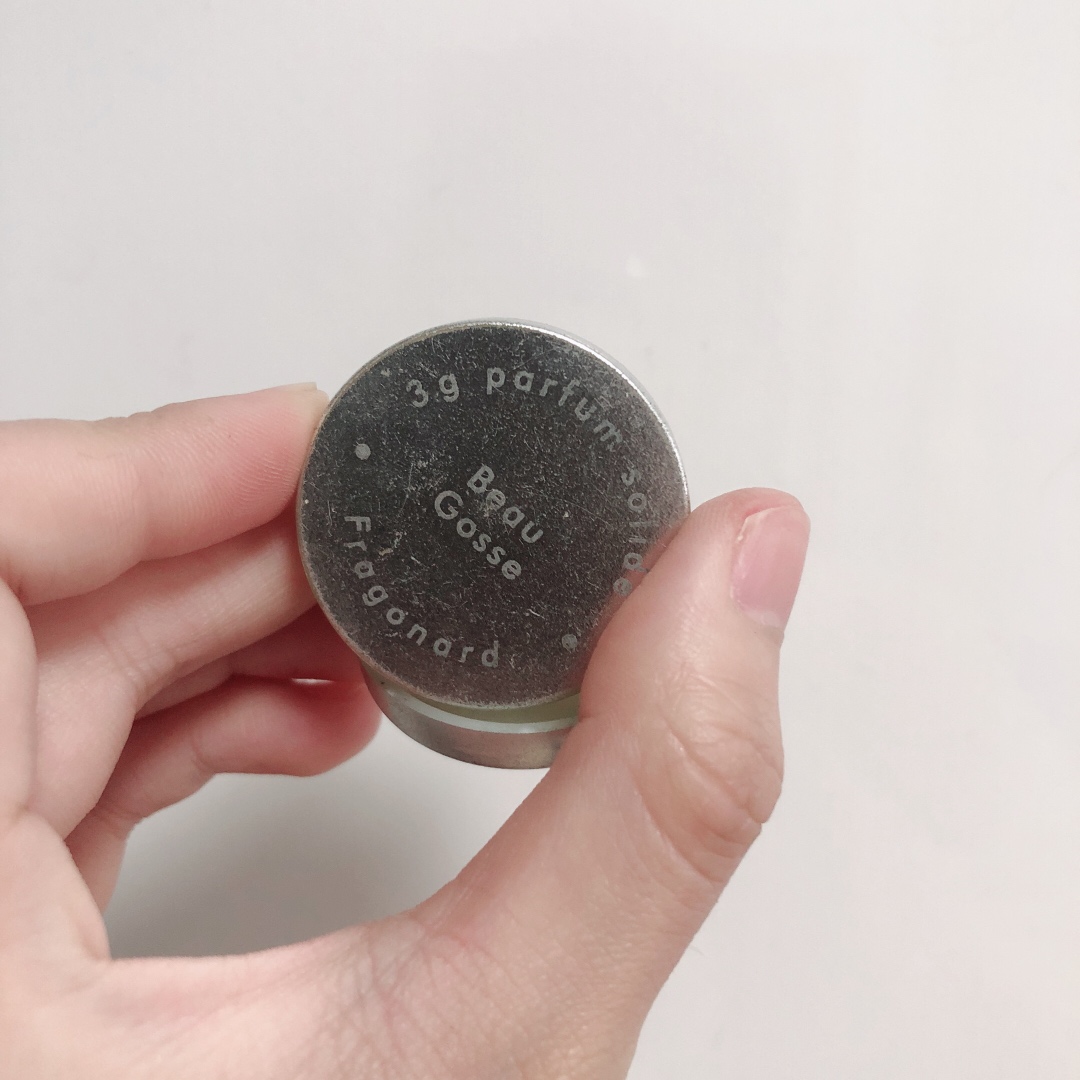 3g parfum solide
Beau
Gosse
Fragonard